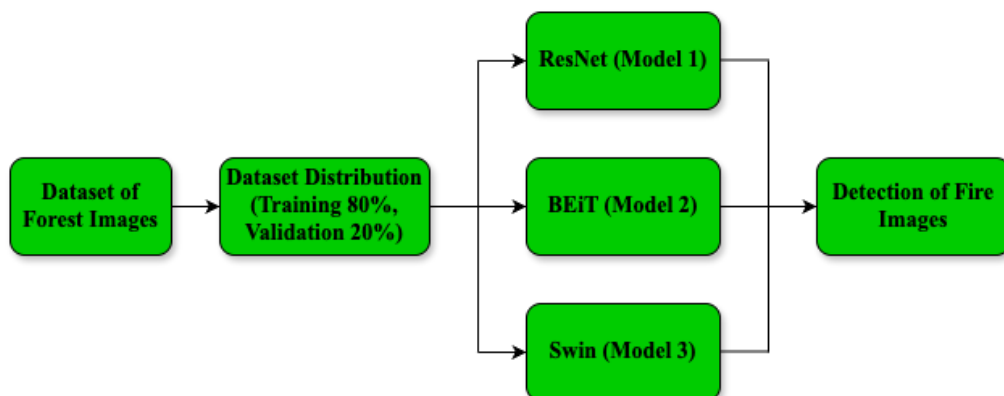 ResNet (Model 1)
Dataset of
Forest Images
Dataset Distribution
(Training 80%,
Validation 20%)
BEiT (Model 2)
Detection of Fire
Images
Swin (Model 3)